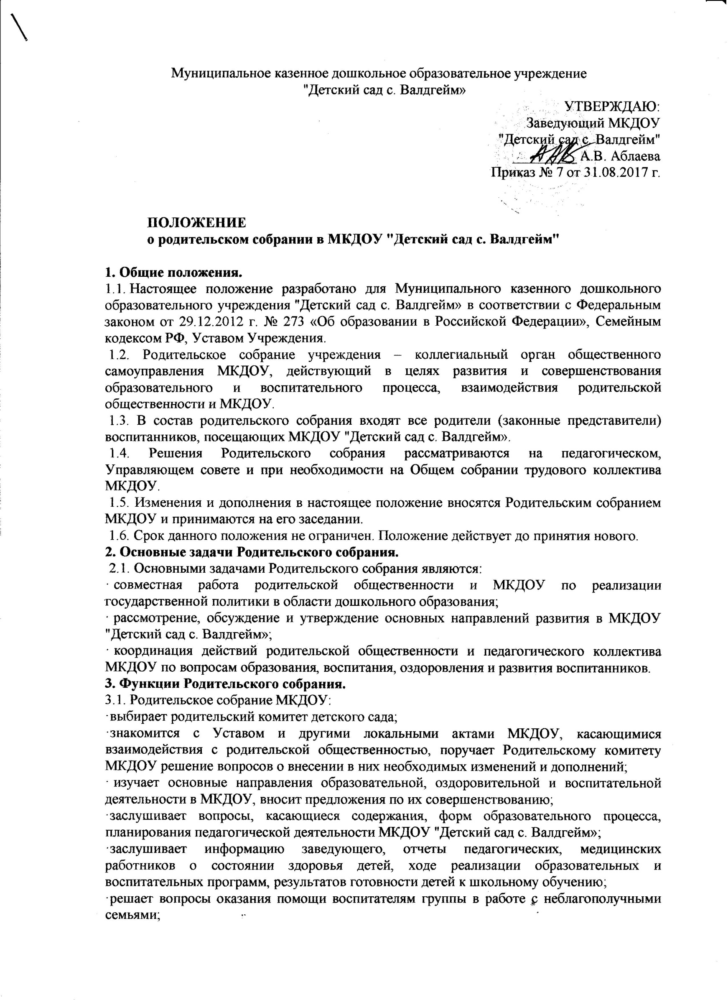 Муниципальное казенное дошкольное образовательное учреждение
"Детский сад с. Валдгейм»
УТВЕРЖДАЮ:
Заведующий МКДОУ
"Детский сад с. Валдгейм"
А.В. Аблаева
Приказ № 7 от 31.08.2017 г.
ПОЛОЖЕНИЕ
о родительском собрании в МКДОУ "Детский сад с. Валдгейм"
1. Общие положения.
1.1. Настоящее положение разработано для Муниципального казенного дошкольного
образовательного учреждения "Детский сад с. Валдгейм» в соответствии с Федеральным
законом от 29.12.2012 г. № 273 «Об образовании в Российской Федерации», Семейным
кодексом РФ, Уставом Учреждения.
1.2. Родительское собрание учреждения – коллегиальный орган общественного
самоуправления МКДОУ, действующий в целях развития и совершенствования
образовательного и воспитательного процесса, взаимодействия родительской
общественности и МКДОУ.
1.3. В состав родительского собрания входят все родители (законные представители)
воспитанников, посещающих МКДОУ "Детский сад с. Валдгейм».
1.4. Решения Родительского собрания рассматриваются на педагогическом,
Управляющем совете и при необходимости на Общем собрании трудового коллектива
МКДОУ.
1.5. Изменения и дополнения в настоящее положение вносятся Родительским собранием
МКДОУ и принимаются на его заседании.
1.6. Срок данного положения не ограничен. Положение действует до принятия нового.
2. Основные задачи Родительского собрания.
2.1. Основными задачами Родительского собрания являются:
· совместная работа родительской общественности и МКДОУ по реализации
государственной политики в области дошкольного образования;
· рассмотрение, обсуждение и утверждение основных направлений развития в МКДОУ
"Детский сад с. Валдгейм»;
· координация действий родительской общественности и педагогического коллектива
МКДОУ по вопросам образования, воспитания, оздоровления и развития воспитанников.
3. Функции Родительского собрания.
3.1. Родительское собрание МКДОУ:
·выбирает родительский комитет детского сада;
·знакомится с Уставом и другими локальными актами МКДОУ, касающимися
взаимодействия с родительской общественностью, поручает Родительскому комитету
МКДОУ решение вопросов о внесении в них необходимых изменений и дополнений;
· изучает основные направления образовательной, оздоровительной и воспитательной
деятельности в МКДОУ, вносит предложения по их совершенствованию;
·заслушивает вопросы, касающиеся содержания, форм образовательного процесса,
планирования педагогической деятельности МКДОУ "Детский сад с. Валдгейм»;
·заслушивает информацию заведующего, отчеты педагогических, медицинских
работников о состоянии здоровья детей, ходе реализации образовательных и
воспитательных программ, результатов готовности детей к школьному обучению;
·решает вопросы оказания помощи воспитателям группы в работе с неблагополучными
семьями;